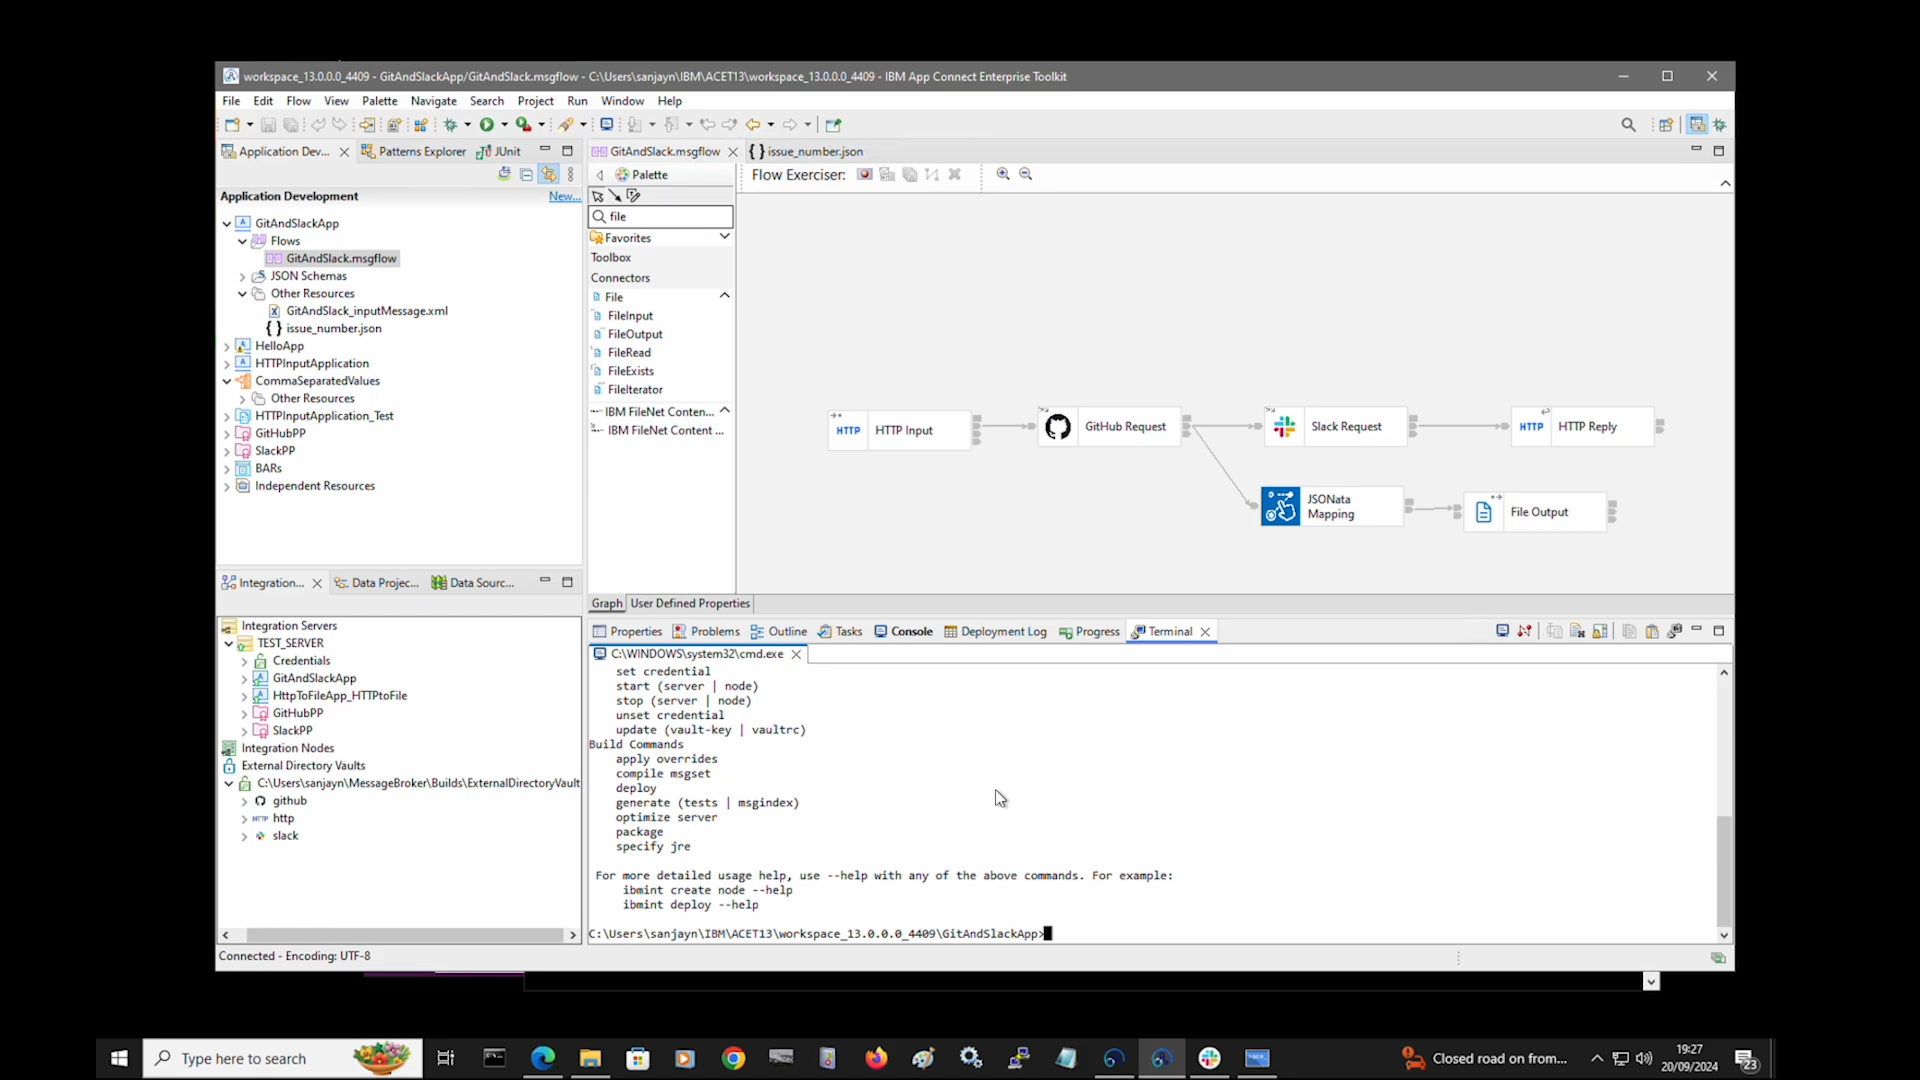 workspace_13.0.0.0_4409 - GitAndSlackApp/GitAndSlack.msgflow - C:\Users\sanjayn\IBM\ACET13\workspace_13.0.0.0_4409 - IBM App Connect Enterprise Toolkit
File Edit Flow View Palette Navigate Search Project Run Window Help
Application Dev... Patterns Explorer JUnit
Application Development New...
GitAndSlackApp
Flows
GitAndSlack.msgflow
JSON Schemas
Other Resources
GitAndSlack_inputMessage.xml
issue_number.json
HelloApp
HTTPInputApplication
CommaSeparatedValues
Other Resources
HTTPInputApplication_Test
GitHubPP
SlackPP
BARs
Independent Resources
GitAndSlack.msgflow issue_number.json
Palette
file
Favorites
Toolbox
Connectors
File
FileInput
FileOutput
FileRead
FileExists
FileIterator
IBM FileNet Conten...
IBM FileNet Content ...
Flow Exerciser:
HTTP HTTP Input
GitHub Request
Slack Request
HTTP HTTP Reply
JSONata
Mapping
File Output
Graph User Defined Properties
Integration... Data Projec... Data Sourc...
Integration Servers
TEST_SERVER
Credentials
GitAndSlackApp
HttpToFileApp_HTTPtoFile
GitHubPP
SlackPP
Integration Nodes
External Directory Vaults
C:\Users\sanjayn\MessageBroker\Builds\ExternalDirectoryVault
github
HTTP http
slack
Properties Problems Outline Tasks Console Deployment Log Progress Terminal
C:\WINDOWS\system32\cmd.exe
set credential
start (server | node)
stop (server | node)
unset credential
update (vault-key | vaultrc)
Build Commands
apply overrides
compile msgset
deploy
generate (tests | msgindex)
optimize server
package
specify jre
For more detailed usage help, use --help with any of the above commands. For example:
ibmint create node --help
ibmint deploy --help
C:\Users\sanjayn\IBM\ACET13\workspace_13.0.0.0_4409\GitAndSlackApp>
Connected - Encoding: UTF-8
Type here to search
Closed road on from...
19:27
20/09/2024
23